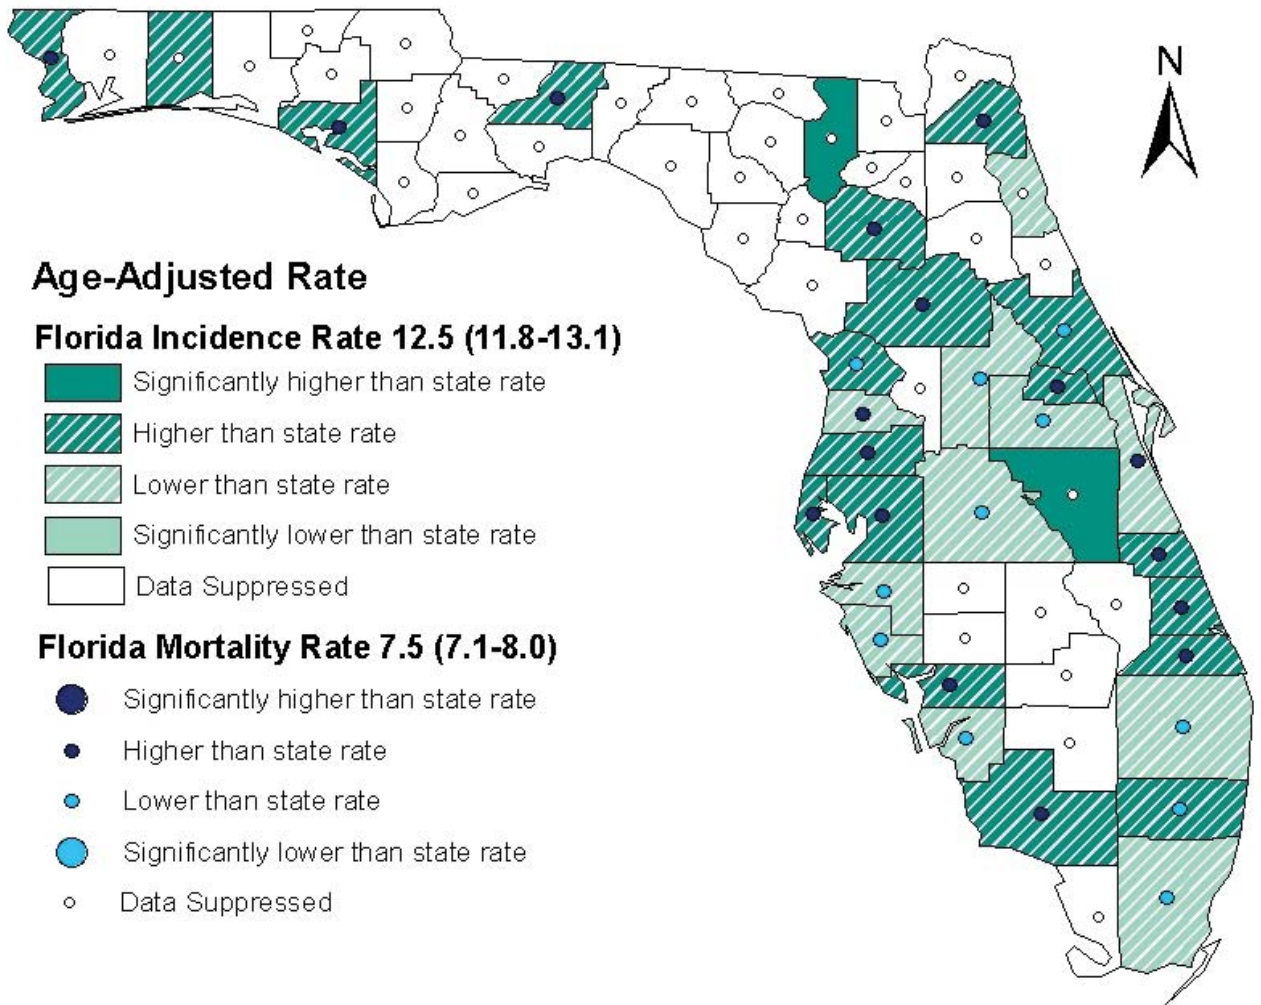 N
Age-Adjusted Rate
Florida Incidence Rate 12.5 (11.8-13.1)
Significantly higher than state rate
Higher than state rate
Lower than state rate
Significantly lower than state rate
Data Suppressed
Florida Mortality Rate 7.5 (7.1-8.0)
Significantly higher than state rate
Higher than state rate
Lower than state rate
Significantly lower than state rate
Data Suppressed